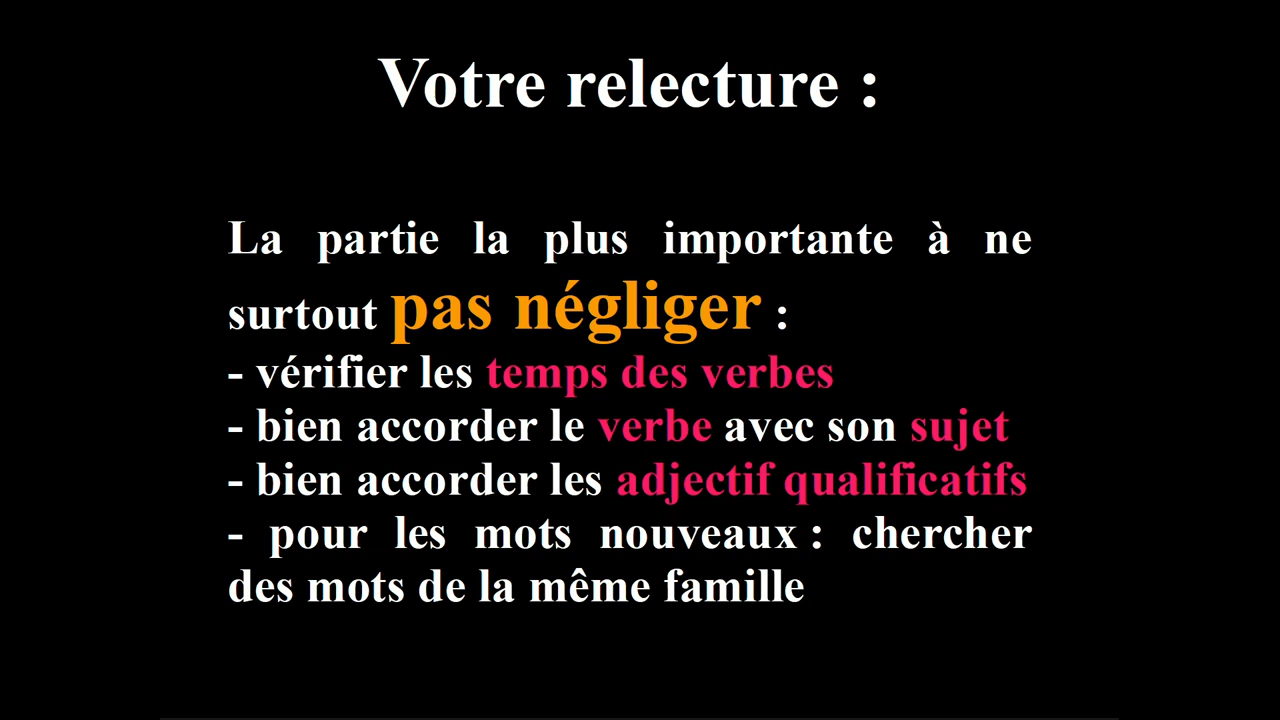 Votre relecture :
La partie la plus importante à ne
surtout pas négliger :
- vérifier les temps des verbes
- bien accorder le verbe avec son sujet
- bien accorder les adjectif qualificatifs
- pour les mots nouveaux : chercher
des mots de la même famille